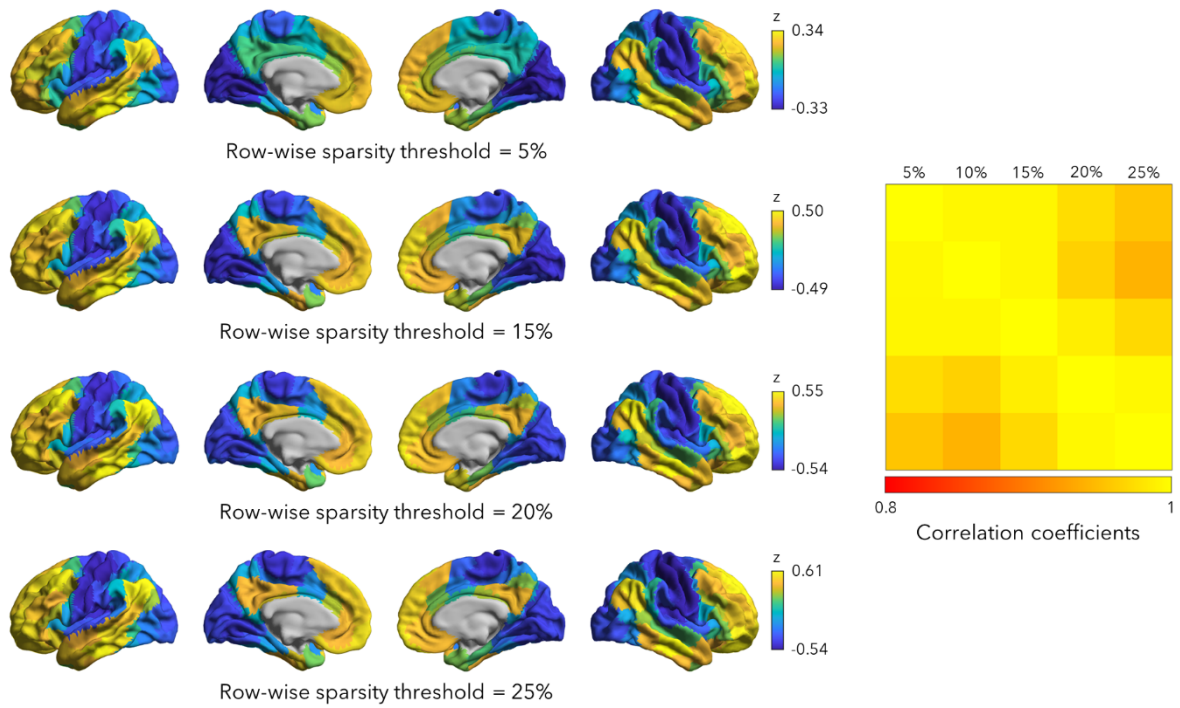 z
0.34
-0.33
Row-wise sparsity threshold = 5%
z
0.50
-0.49
Row-wise sparsity threshold = 15%
z
0.55
-0.54
Row-wise sparsity threshold = 20%
z
0.61
-0.54
Row-wise sparsity threshold = 25%
5% 10% 15% 20% 25%
0.8 1
Correlation coefficients